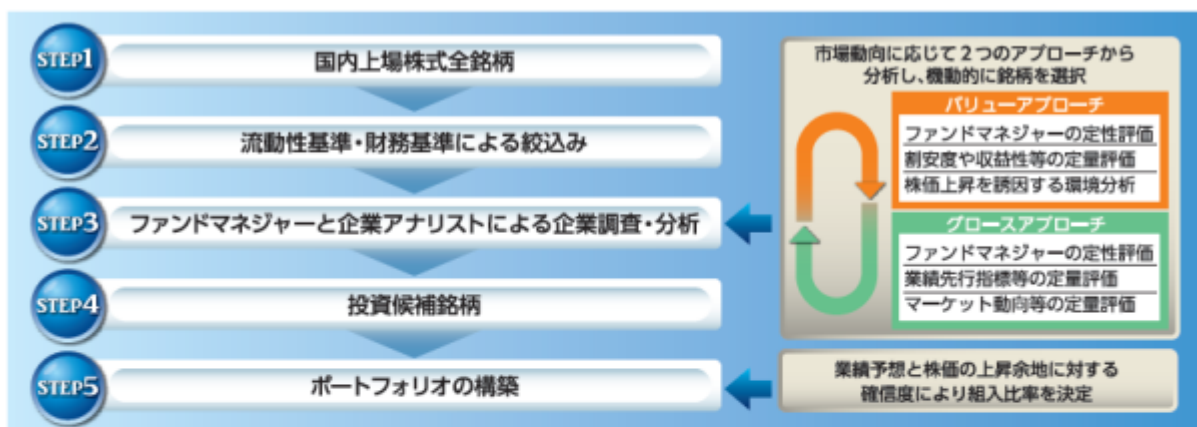 STEP1
国内上場株式全銘柄
STEP2
流動性基準・財務基準による絞込み
STEP3
ファンドマネジャーと企業アナリストによる企業調査・分析
STEP4
投資候補銘柄
STEP5
ポートフォリオの構築
市場動向に応じて2つのアプローチから
分析し、機動的に銘柄を選択
バリューアプローチ
ファンドマネジャーの定性評価
割安度や収益性等の定量評価
株価上昇を誘因する環境分析
グロースアプローチ
ファンドマネジャーの定性評価
業績先行指標等の定量評価
マーケット動向等の定量評価
業績予想と株価の上昇余地に対する
確信度により組入比率を決定